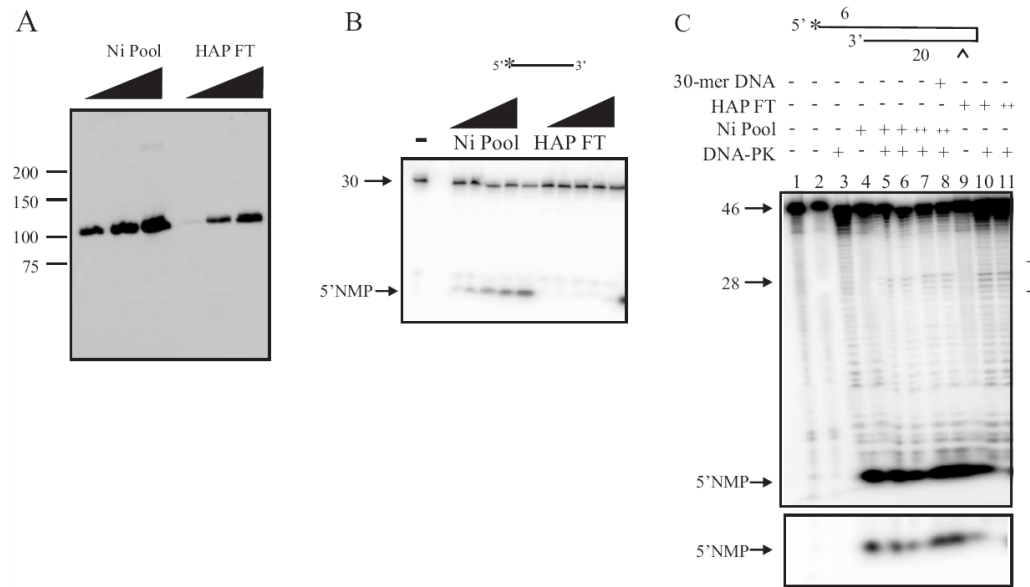 A
Ni Pool HAP FT
200
150
100
75
B
5'* 3'
-
Ni Pool HAP FT
30
5'NMP
C
6
5'*
3'
20
^
30-mer DNA - - - - - - - + - - -
HAP FT - - - - - - - - + + ++
Ni Pool - - - + + + ++ ++ - - -
DNA-PK - - + - + + + + - + +
1 2 3 4 5 6 7 8 9 10 11
46
28
5'NMP
5'NMP